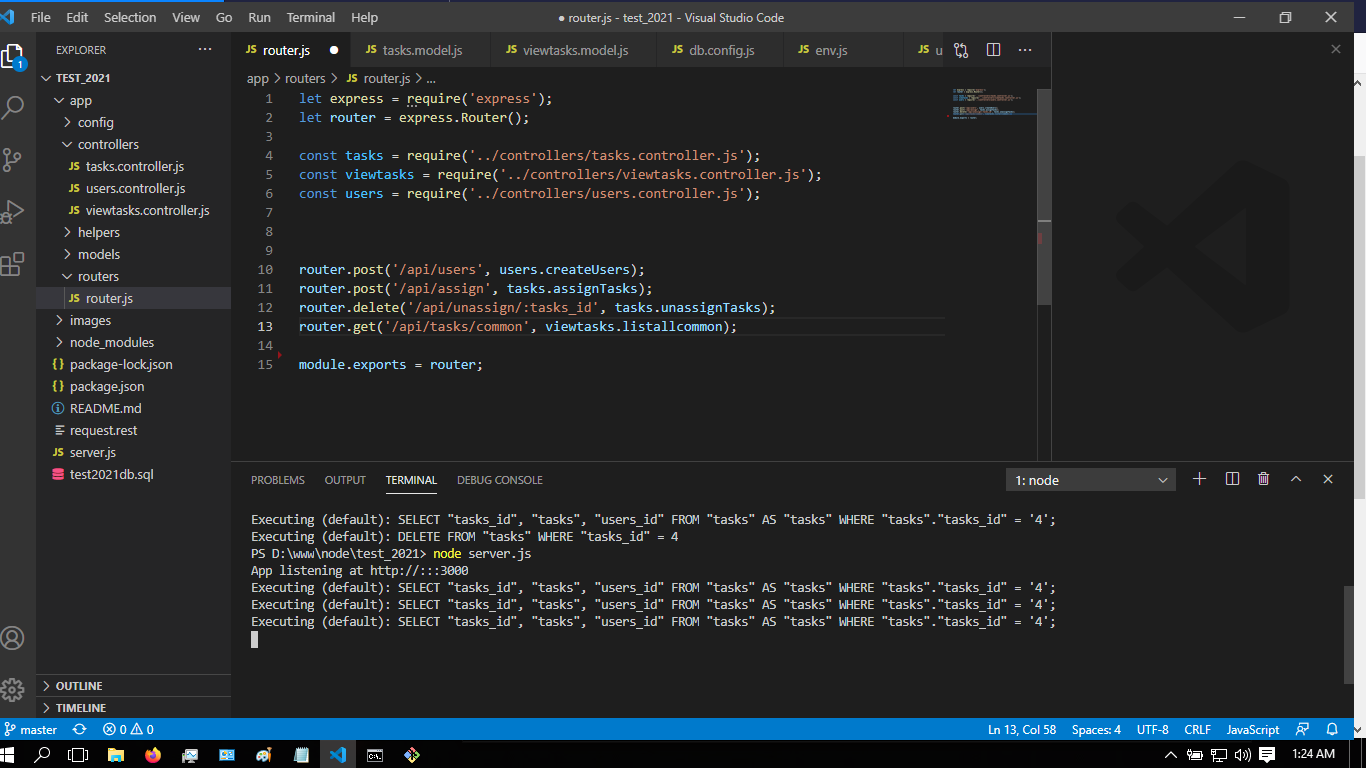 File Edit Selection View Go Run Terminal Help
● router.js - test_2021 - Visual Studio Code
EXPLORER
1
TEST_2021
app
config
controllers
JS tasks.controller.js
JS users.controller.js
JS viewtasks.controller.js
helpers
models
routers
JS router.js
images
node_modules
{} package-lock.json
{} package.json
README.md
request.rest
JS server.js
test2021db.sql
OUTLINE
TIMELINE
JS router.js ● JS tasks.model.js JS viewtasks.model.js JS db.config.js JS env.js JS u
app > routers > JS router.js > ...
1 let express = require('express');
2 let router = express.Router();
3
4 const tasks = require('../controllers/tasks.controller.js');
5 const viewtasks = require('../controllers/viewtasks.controller.js');
6 const users = require('../controllers/users.controller.js');
7
8
9
10 router.post('/api/users', users.createUsers);
11 router.post('/api/assign', tasks.assignTasks);
12 router.delete('/api/unassign/:tasks_id', tasks.unassignTasks);
13 router.get('/api/tasks/common', viewtasks.listallcommon);
14
15 module.exports = router;
PROBLEMS OUTPUT TERMINAL DEBUG CONSOLE
1: node
Executing (default): SELECT "tasks_id", "tasks", "users_id" FROM "tasks" AS "tasks" WHERE "tasks"."tasks_id" = '4';
Executing (default): DELETE FROM "tasks" WHERE "tasks_id" = 4
PS D:\www\node\test_2021> node server.js
App listening at http://:::3000
Executing (default): SELECT "tasks_id", "tasks", "users_id" FROM "tasks" AS "tasks" WHERE "tasks"."tasks_id" = '4';
Executing (default): SELECT "tasks_id", "tasks", "users_id" FROM "tasks" AS "tasks" WHERE "tasks"."tasks_id" = '4';
Executing (default): SELECT "tasks_id", "tasks", "users_id" FROM "tasks" AS "tasks" WHERE "tasks"."tasks_id" = '4';
master 0 0 Ln 13, Col 58 Spaces: 4 UTF-8 CRLF JavaScript
1:24 AM